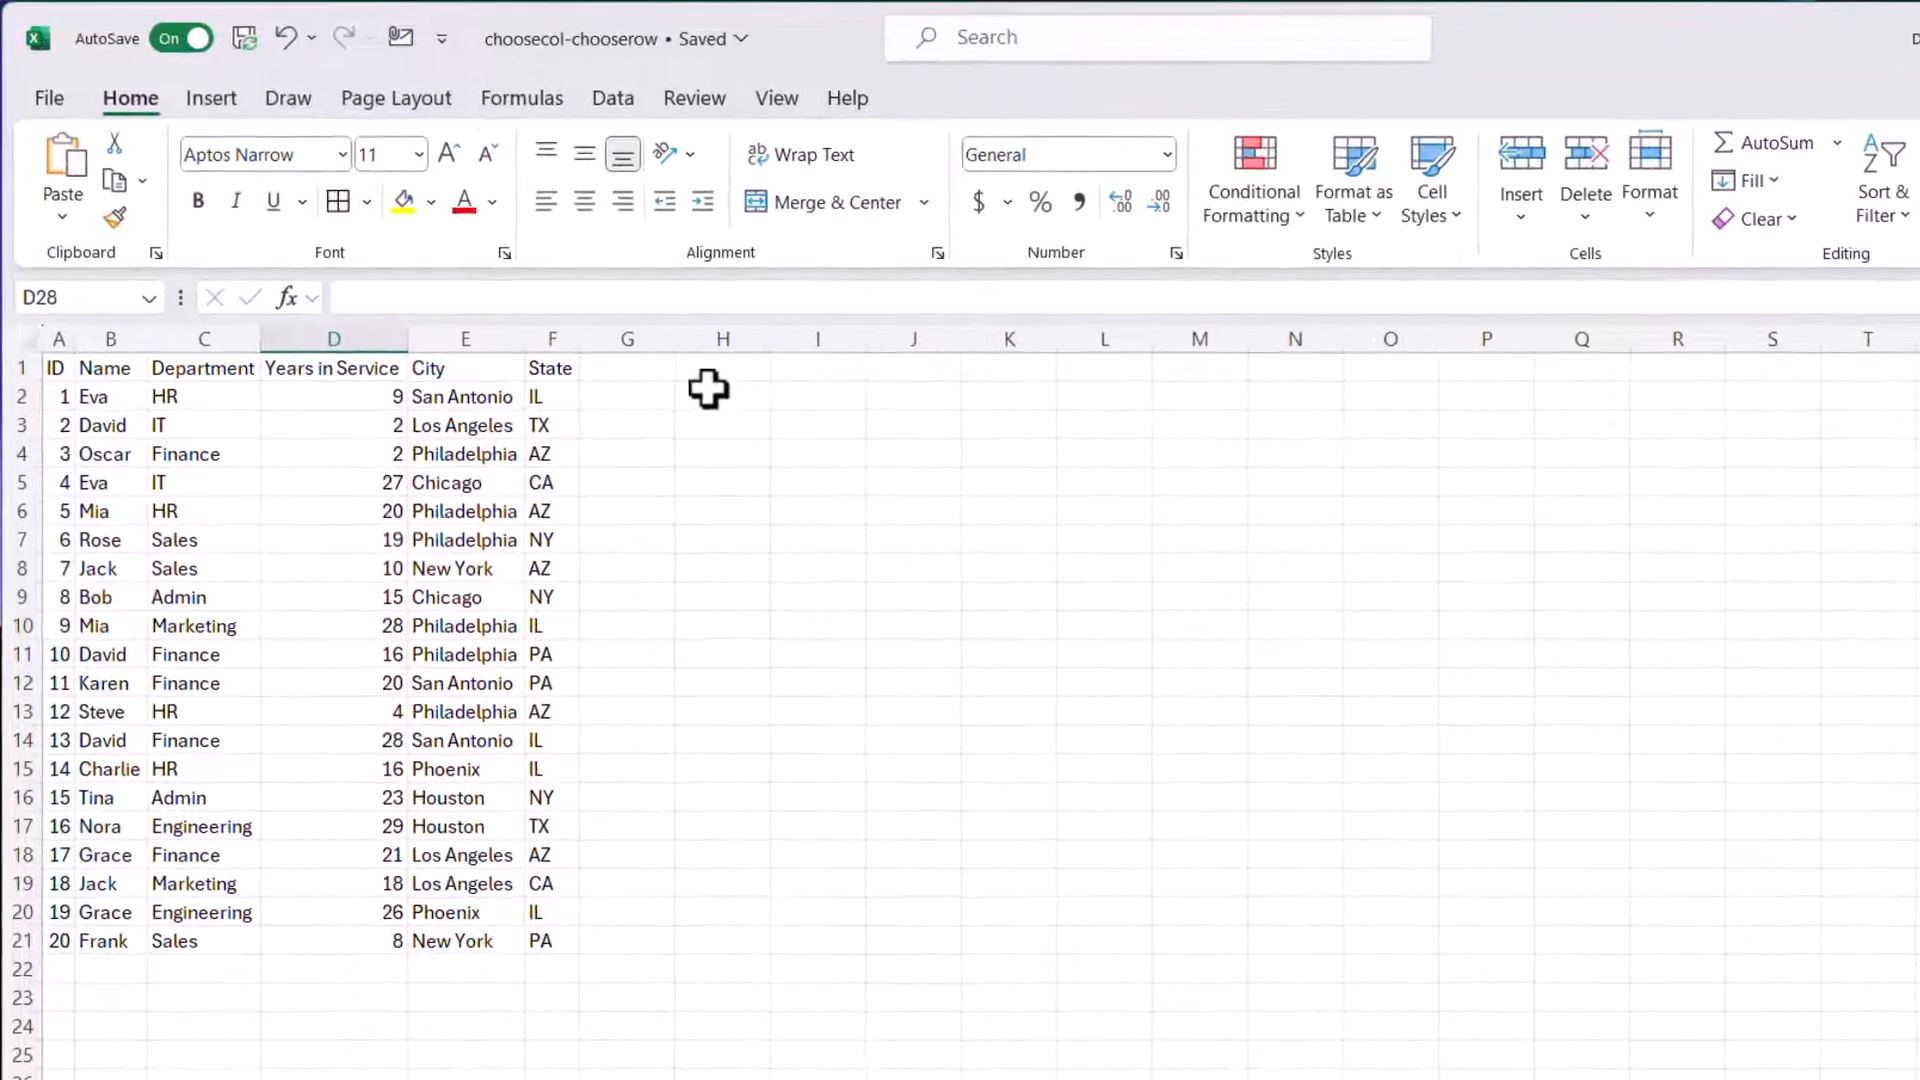 AutoSave On choosecol-chooserow • Saved Search D
File Home Insert Draw Page Layout Formulas Data Review View Help
Paste
Clipboard
Aptos Narrow 11 A A
B I U A
Font
ab Wrap Text
Merge & Center
Alignment
General
$ % , .00 .00
Number
Conditional Formatting
Format as Table
Cell Styles
Styles
Insert Delete Format
Cells
AutoSum
Fill
Clear
Sort & Filter
Editing
D28 fx
A B C D E F G H I J K L M N O P Q R S T
1 ID Name Department Years in Service City State
2 1 Eva HR 9 San Antonio IL
3 2 David IT 2 Los Angeles TX
4 3 Oscar Finance 2 Philadelphia AZ
5 4 Eva IT 27 Chicago CA
6 5 Mia HR 20 Philadelphia AZ
7 6 Rose Sales 19 Philadelphia NY
8 7 Jack Sales 10 New York AZ
9 8 Bob Admin 15 Chicago NY
10 9 Mia Marketing 28 Philadelphia IL
11 10 David Finance 16 Philadelphia PA
12 11 Karen Finance 20 San Antonio PA
13 12 Steve HR 4 Philadelphia AZ
14 13 David Finance 28 San Antonio IL
15 14 Charlie HR 16 Phoenix IL
16 15 Tina Admin 23 Houston NY
17 16 Nora Engineering 29 Houston TX
18 17 Grace Finance 21 Los Angeles AZ
19 18 Jack Marketing 18 Los Angeles CA
20 19 Grace Engineering 26 Phoenix IL
21 20 Frank Sales 8 New York PA
22
23
24
25